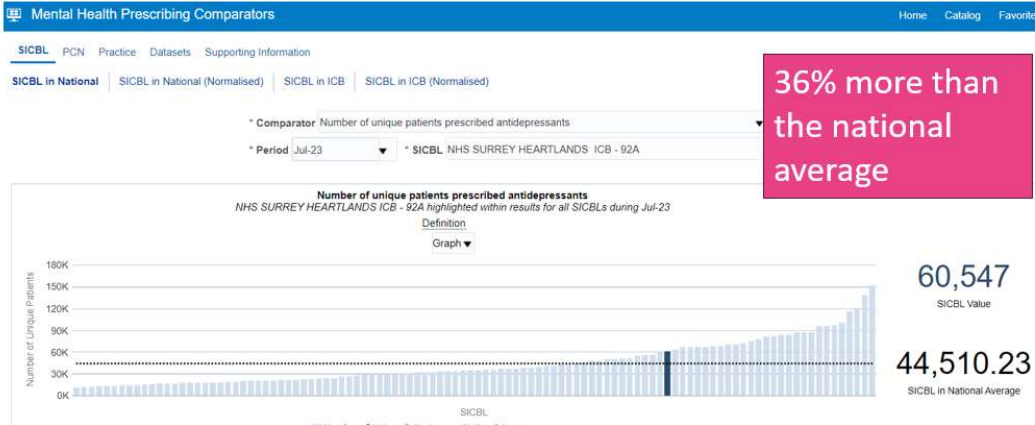 Mental Health Prescribing Comparators
Home Catalog Favorite
SICBL PCN Practice Datasets Supporting Information
SICBL in National SICBL in National (Normalised) SICBL in ICB SICBL in ICB (Normalised)
36% more than
the national
average
* Comparator Number of unique patients prescribed antidepressants
* Period Jul-23 * SICBL NHS SURREY HEARTLANDS ICB - 92A
Number of unique patients prescribed antidepressants
NHS SURREY HEARTLANDS ICB - 92A highlighted within results for all SICBLs during Jul-23
Definition
Graph
Number of Unique Patients
180K
150K
120K
90K
60K
30K
0K
SICBL
60,547
SICBL Value
44,510.23
SICBL in National Average